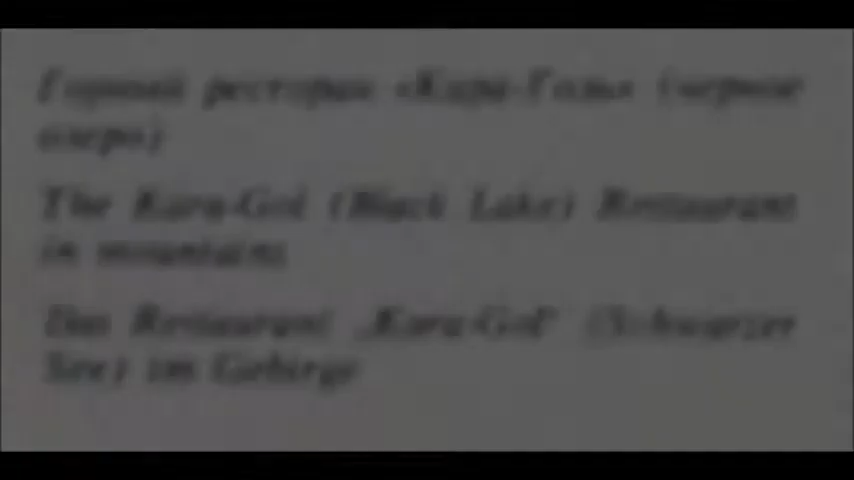 Горный ресторан «Кара-Голь» (черное
озеро)
The Kara-Gol (Black Lake) Restaurant
in mountains
Das Restaurant „Kara-Gol“ (Schwarzer
See) im Gebirge